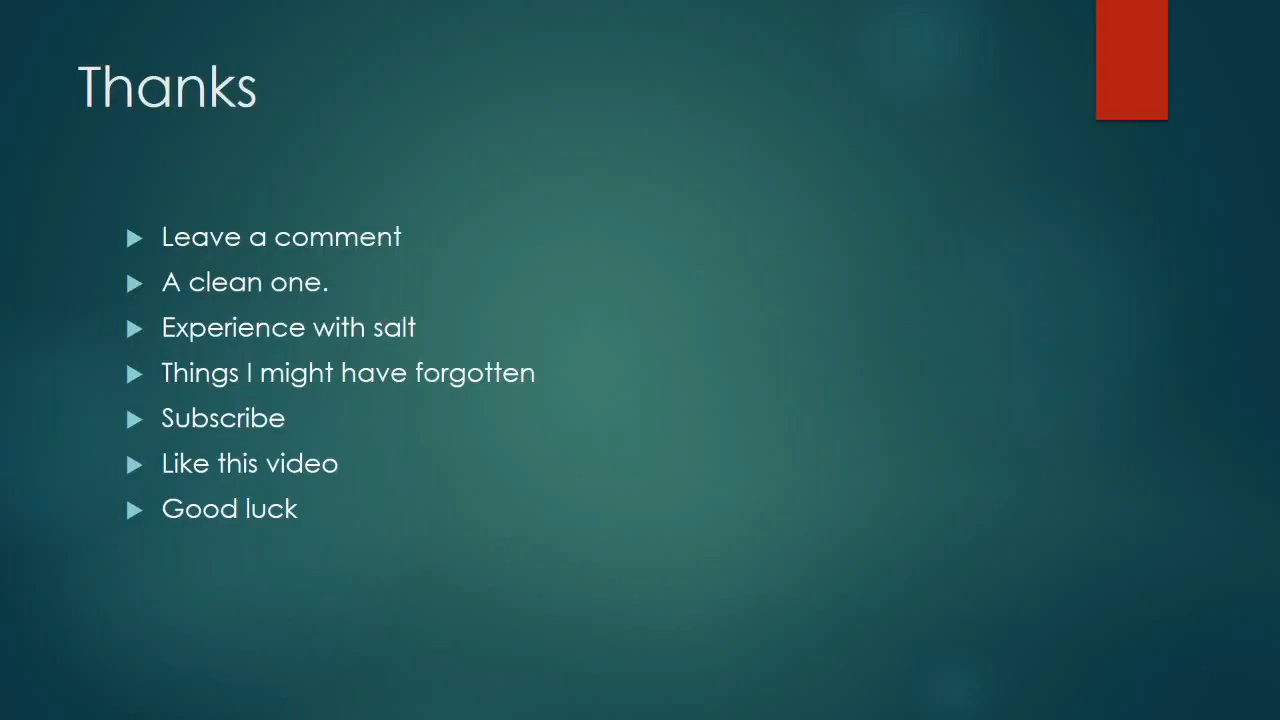 Thanks
Leave a comment
A clean one.
Experience with salt
Things I might have forgotten
Subscribe
Like this video
Good luck